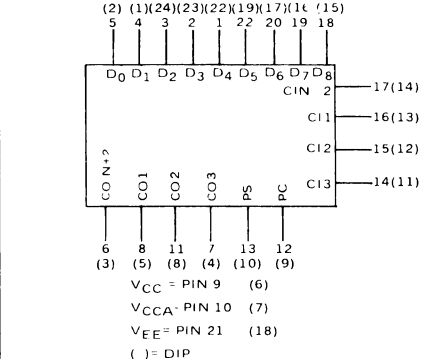 (2) (1)(24)(23)(22)(19)(17)(16 (15)
5 4 3 2 1 22 20 19 18
D0 D1 D2 D3 D4 D5 D6 D7 D8
CIN 2 17(14)
CI1 16(13)
CI2 15(12)
CI3 14(11)
CO N+2 CO1 CO2 CO3 PS PC
6 8 11 7 13 12
(3) (5) (8) (4) (10) (9)
VCC = PIN 9 (6)
VCCA- PIN 10 (7)
VEE= PIN 21 (18)
( )= DIP